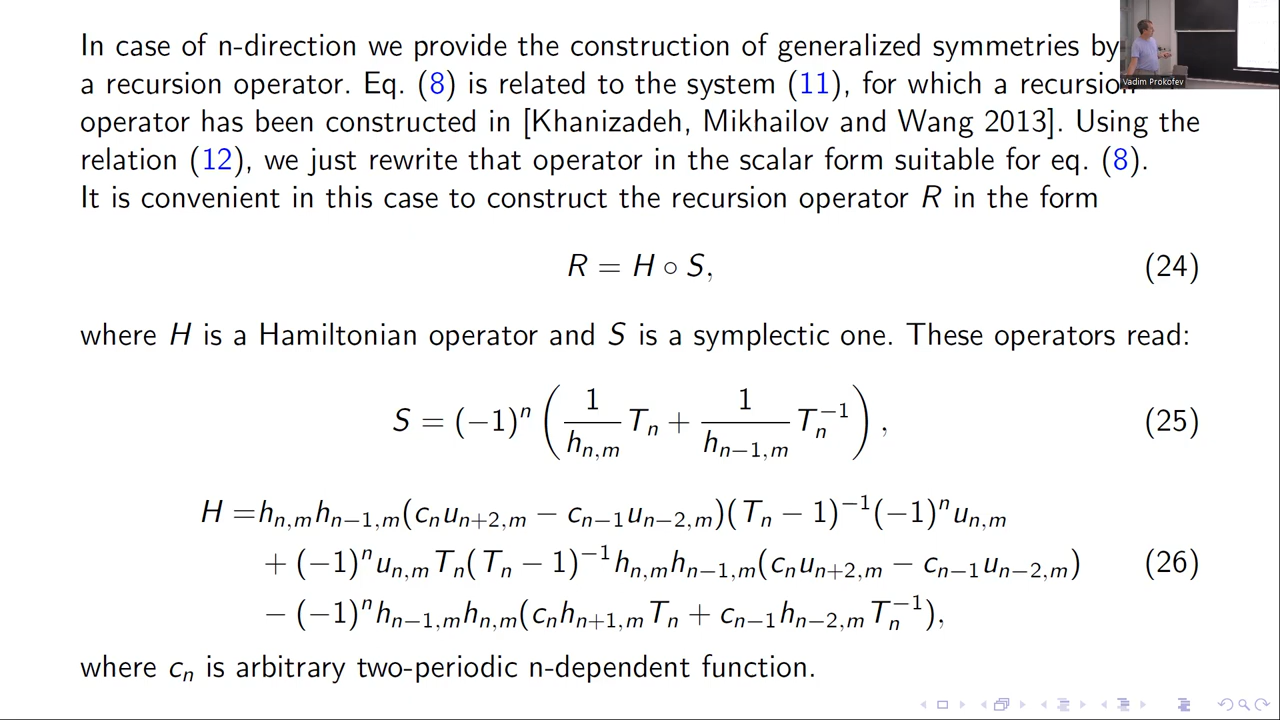 In case of n-direction we provide the construction of generalized symmetries by
a recursion operator. Eq. (8) is related to the system (11), for which a recursion
Vadim Prokofev
operator has been constructed in [Khanizadeh, Mikhailov and Wang 2013]. Using the
relation (12), we just rewrite that operator in the scalar form suitable for eq. (8).
It is convenient in this case to construct the recursion operator R in the form
R = H ∘ S, (24)
where H is a Hamiltonian operator and S is a symplectic one. These operators read:
S = (−1)^n ( 1/h_{n,m} T_n + 1/h_{n−1,m} T_n^{−1} ), (25)
H =h_{n,m}h_{n−1,m}(c_n u_{n+2,m} − c_{n−1}u_{n−2,m})(T_n − 1)^{−1}(−1)^n u_{n,m}
+ (−1)^n u_{n,m}T_n(T_n − 1)^{−1}h_{n,m}h_{n−1,m}(c_n u_{n+2,m} − c_{n−1}u_{n−2,m}) (26)
− (−1)^n h_{n−1,m}h_{n,m}(c_n h_{n+1,m}T_n + c_{n−1}h_{n−2,m}T_n^{−1}),
where c_n is arbitrary two-periodic n-dependent function.